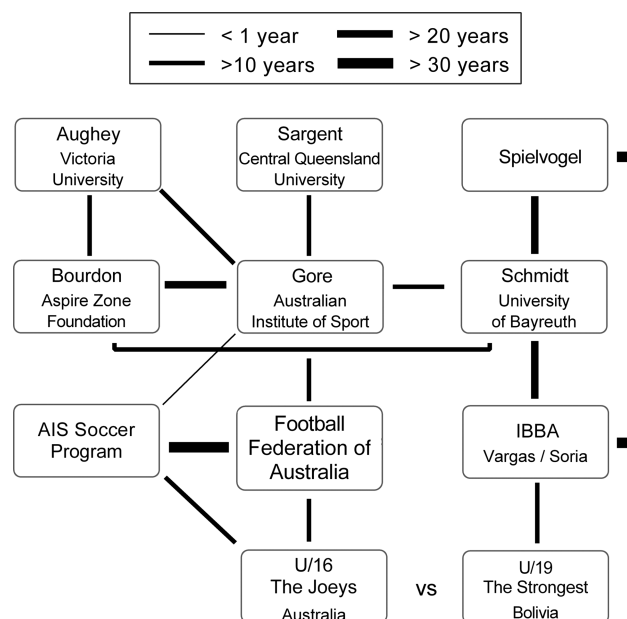 < 1 year
> 20 years
>10 years
> 30 years
Aughey
Victoria
University
Sargent
Central Queensland
University
Spielvogel
Bourdon
Aspire Zone
Foundation
Gore
Australian
Institute of Sport
Schmidt
University
of Bayreuth
AIS Soccer
Program
Football
Federation of
Australia
IBBA
Vargas / Soria
U/16
The Joeys
Australia
vs
U/19
The Strongest
Bolivia